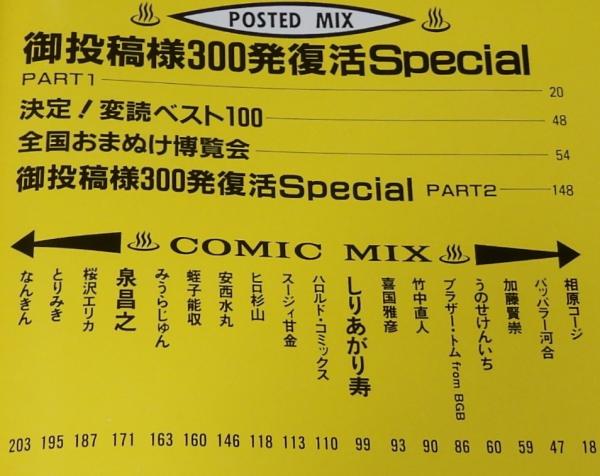 POSTED MIX
御投稿様300発復活Special
PART1 20
決定!変読ベスト100 48
全国おまぬけ博覧会 54
御投稿様300発復活Special PART2 148
COMIC MIX
相原コージ 18
バッパラー河合 47
加藤賢崇 59
うのせけんいち 60
ブラザー・トム from BGB 86
竹中直人 90
喜国雅彦 93
しりあがり寿 99
ハロルド・コミックス 110
スージィ甘金 113
ヒロ杉山 118
安西水丸 146
蛭子能収 160
みうらじゅん 163
泉昌之 171
桜沢エリカ 187
とりみき 195
なんきん 203